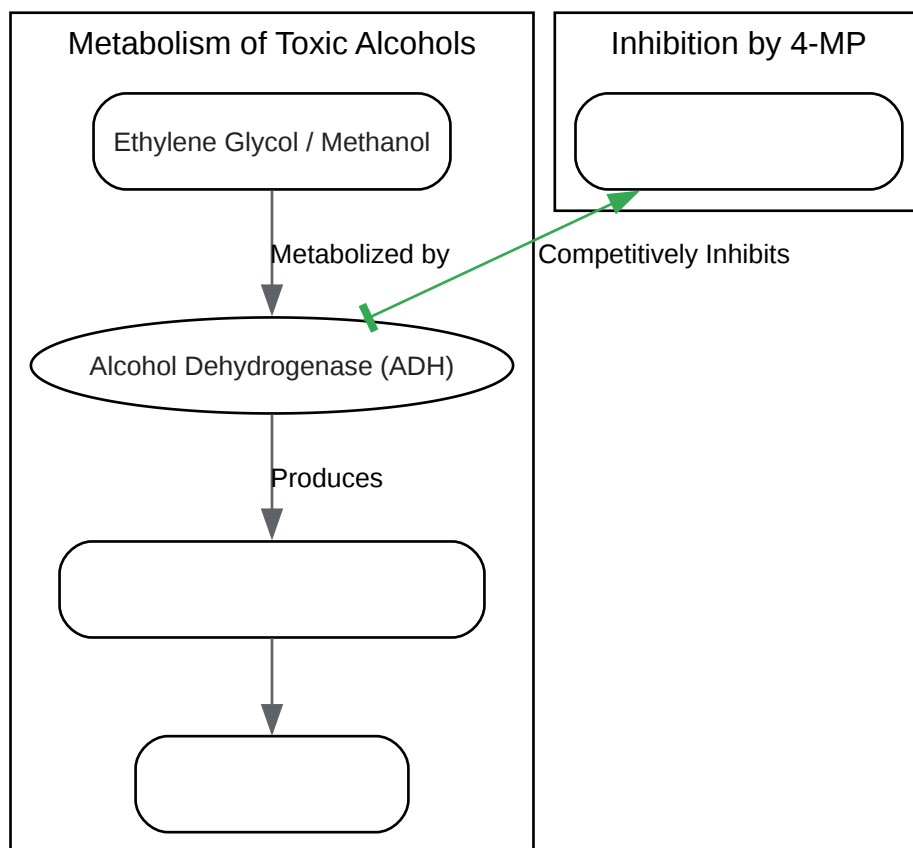 Metabolism of Toxic Alcohols
Inhibition by 4-MP
Ethylene Glycol / Methanol
Metabolized by
Competitively Inhibits
Alcohol Dehydrogenase (ADH)
Produces